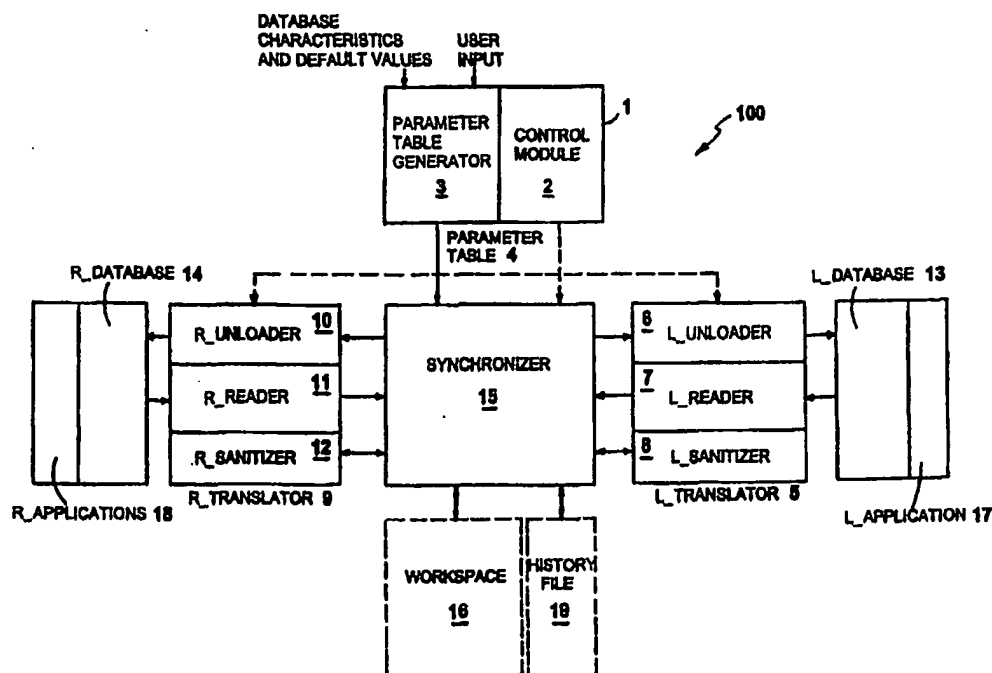 DATABASE
CHARACTERISTICS
AND DEFAULT VALUES
USER
INPUT
1
100
PARAMETER
TABLE
GENERATOR
3
CONTROL
MODULE
2
PARAMETER
TABLE 4
R_DATABASE 14
L_DATABASE 13
10
R_UNLOADER
11
R_READER
12
R_SANITIZER
R_TRANSLATOR 9
R_APPLICATIONS 18
SYNCHRONIZER
15
6
L_UNLOADER
7
L_READER
8
L_SANITIZER
L_TRANSLATOR 5
L_APPLICATION 17
WORKSPACE
16
HISTORY
FILE
19